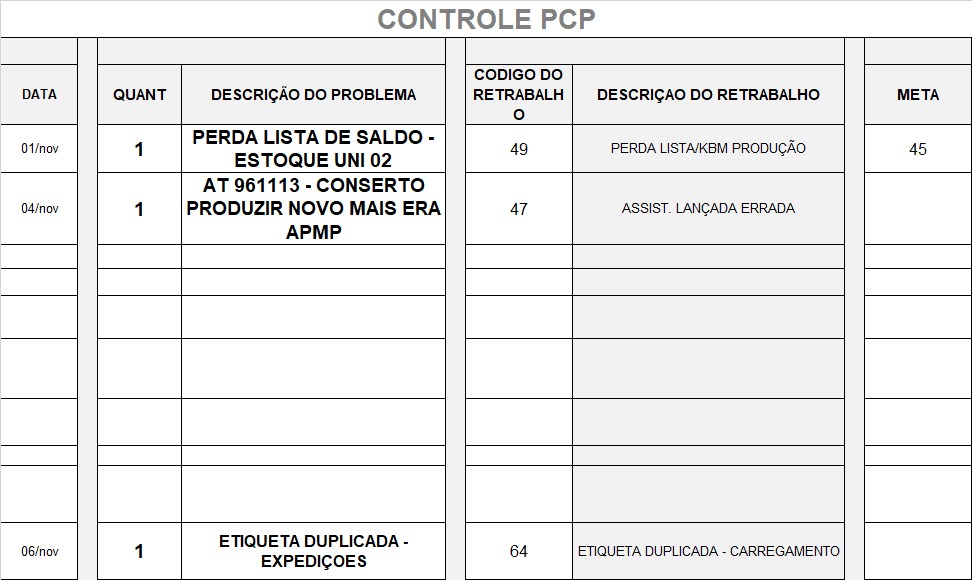 CONTROLE PCP
DATA
QUANT
DESCRIÇÃO DO PROBLEMA
CODIGO DO
RETRABALH
O
DESCRIÇAO DO RETRABALHO
META
01/nov
1
PERDA LISTA DE SALDO -
ESTOQUE UNI 02
49
PERDA LISTA/KBM PRODUÇÃO
45
04/nov
1
AT 961113 - CONSERTO
PRODUZIR NOVO MAIS ERA
APMP
47
ASSIST. LANÇADA ERRADA
06/nov
1
ETIQUETA DUPLICADA -
EXPEDIÇOES
64
ETIQUETA DUPLICADA - CARREGAMENTO